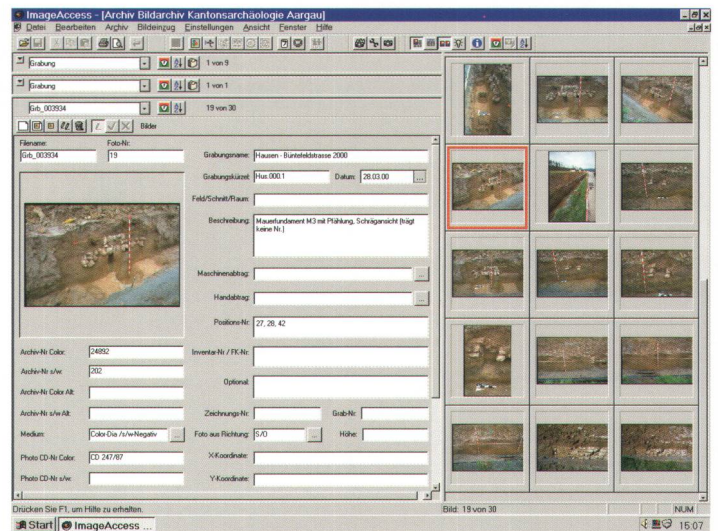 ImageAccess - [Archiv Bildarchiv Kantonsarchäologie Aargau]
Datei Bearbeiten Archiv Bildeinzug Einstellungen Ansicht Fenster Hilfe
Grabung 1 von 9
Grabung 1 von 1
Grb_003934 19 von 30
Bilder
Filename: Foto-Nr.:
Grb_003934 19
Grabungsname: Hausen - Büntefeldstrasse 2000
Grabungskürzel: Hus.000.1 Datum: 28.03.00 ...
Feld/Schnitt/Raum:
Beschreibung: Mauerfundament M3 mit Pfählung, Schrägansicht (trägt
keine Nr.)
Maschinenabtrag: ...
Handabtrag: ...
Positions-Nr: 27, 28, 42
Archiv-Nr Color: 24892 Inventar-Nr./ FK-Nr:
Archiv-Nr s/w: 202
Optional:
Archiv-Nr Color Alt:
Archiv-Nr s/w Alt: Zeichnungs-Nr: Grab-Nr:
Medium: Color-Dia /s/w-Negativ ... Foto aus Richtung: S/O ... Höhe:
Photo CD-Nr Color: CD 247/87 X-Koordinate:
Photo CD-Nr s/w: Y-Koordinate:
Drücken Sie F1, um Hilfe zu erhalten. Bild: 19 von 30 NUM
Start ImageAccess ... 15:07